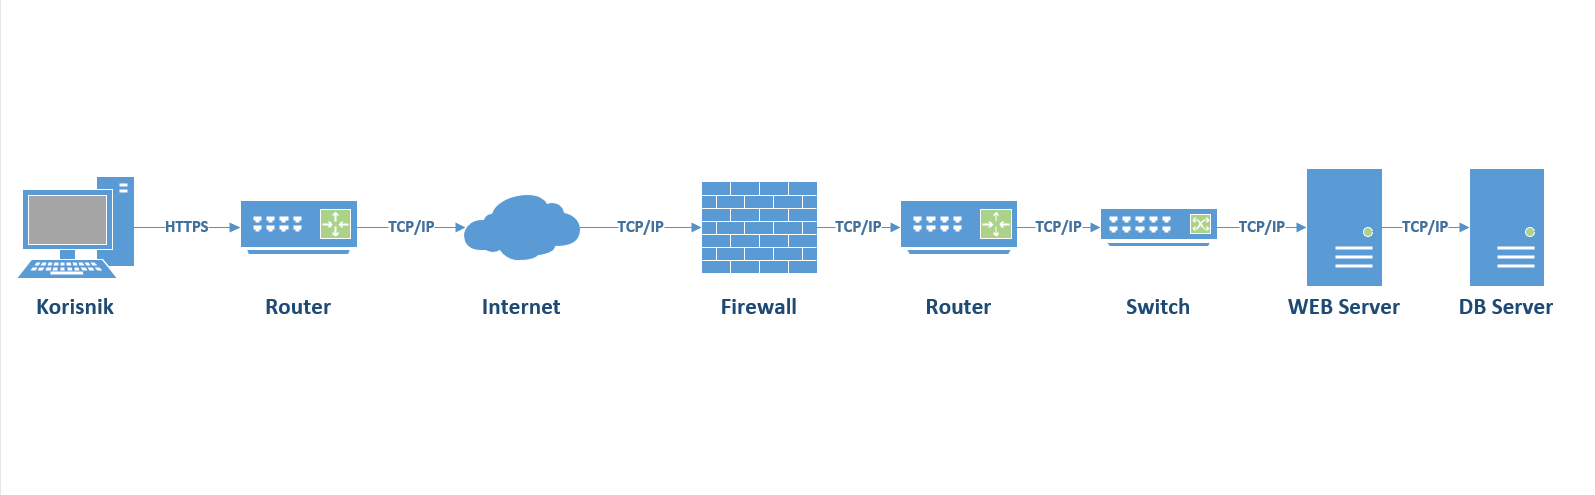 HTTPS
TCP/IP
TCP/IP
TCP/IP
TCP/IP
TCP/IP
TCP/IP
Korisnik
Router
Internet
Firewall
Router
Switch
WEB Server
DB Server